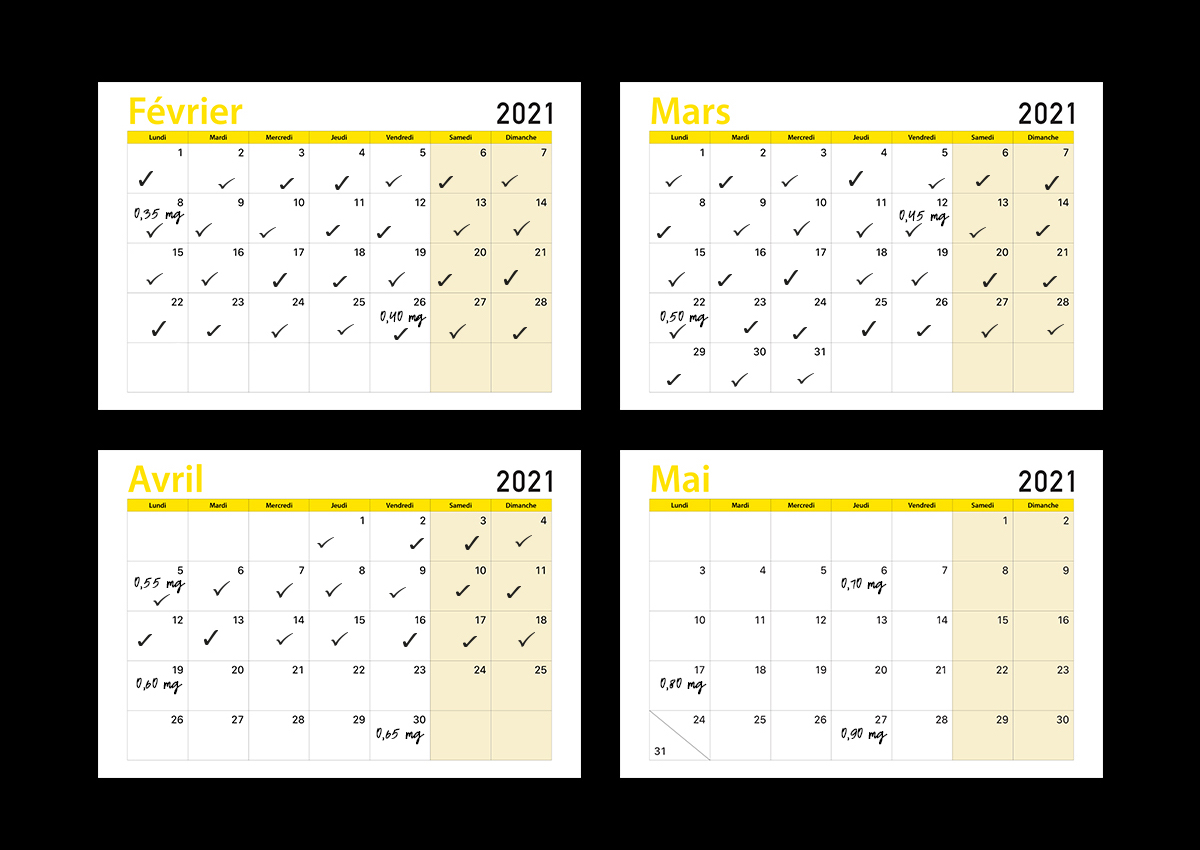 Février 2021
Lundi Mardi Mercredi Jeudi Vendredi Samedi Dimanche
1 2 3 4 5 6 7
8 9 10 11 12 13 14
0,35 mg
15 16 17 18 19 20 21
22 23 24 25 26 27 28
0,40 mg
Mars 2021
Lundi Mardi Mercredi Jeudi Vendredi Samedi Dimanche
1 2 3 4 5 6 7
8 9 10 11 12 13 14
0,45 mg
15 16 17 18 19 20 21
22 23 24 25 26 27 28
0,50 mg
29 30 31
Avril 2021
Lundi Mardi Mercredi Jeudi Vendredi Samedi Dimanche
1 2 3 4
5 6 7 8 9 10 11
0,55 mg
12 13 14 15 16 17 18
19 20 21 22 23 24 25
0,60 mg
26 27 28 29 30
0,65 mg
Mai 2021
Lundi Mardi Mercredi Jeudi Vendredi Samedi Dimanche
1 2
3 4 5 6 7 8 9
0,70 mg
10 11 12 13 14 15 16
17 18 19 20 21 22 23
0,80 mg
24 25 26 27 28 29 30
0,90 mg
31